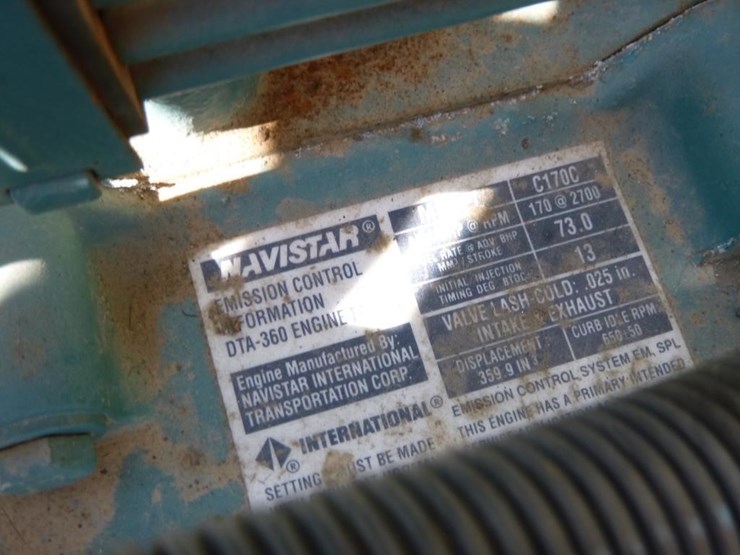 NAVISTAR®
EMISSION CONTROL
FORMATION
DTA-360 ENGINE
Engine Manufactured By:
NAVISTAR INTERNATIONAL
TRANSPORTATION CORP.
INTERNATIONAL®
®
SETTING UST BE MADE
C170C
@ RPM 170 @ 2700
RATE @ ADV BHP 73.0
MM³/STROKE
INITIAL INJECTION 13
TIMING DEG BTDC
VALVE LASH-COLD: .025 in.
INTAKE EXHAUST
DISPLACEMENT
359.9 IN³
CURB IDLE RPM
650±50
EMISSION CONTROL SYSTEM EM, SPL
THIS ENGINE HAS A PRIMARY INTENDED